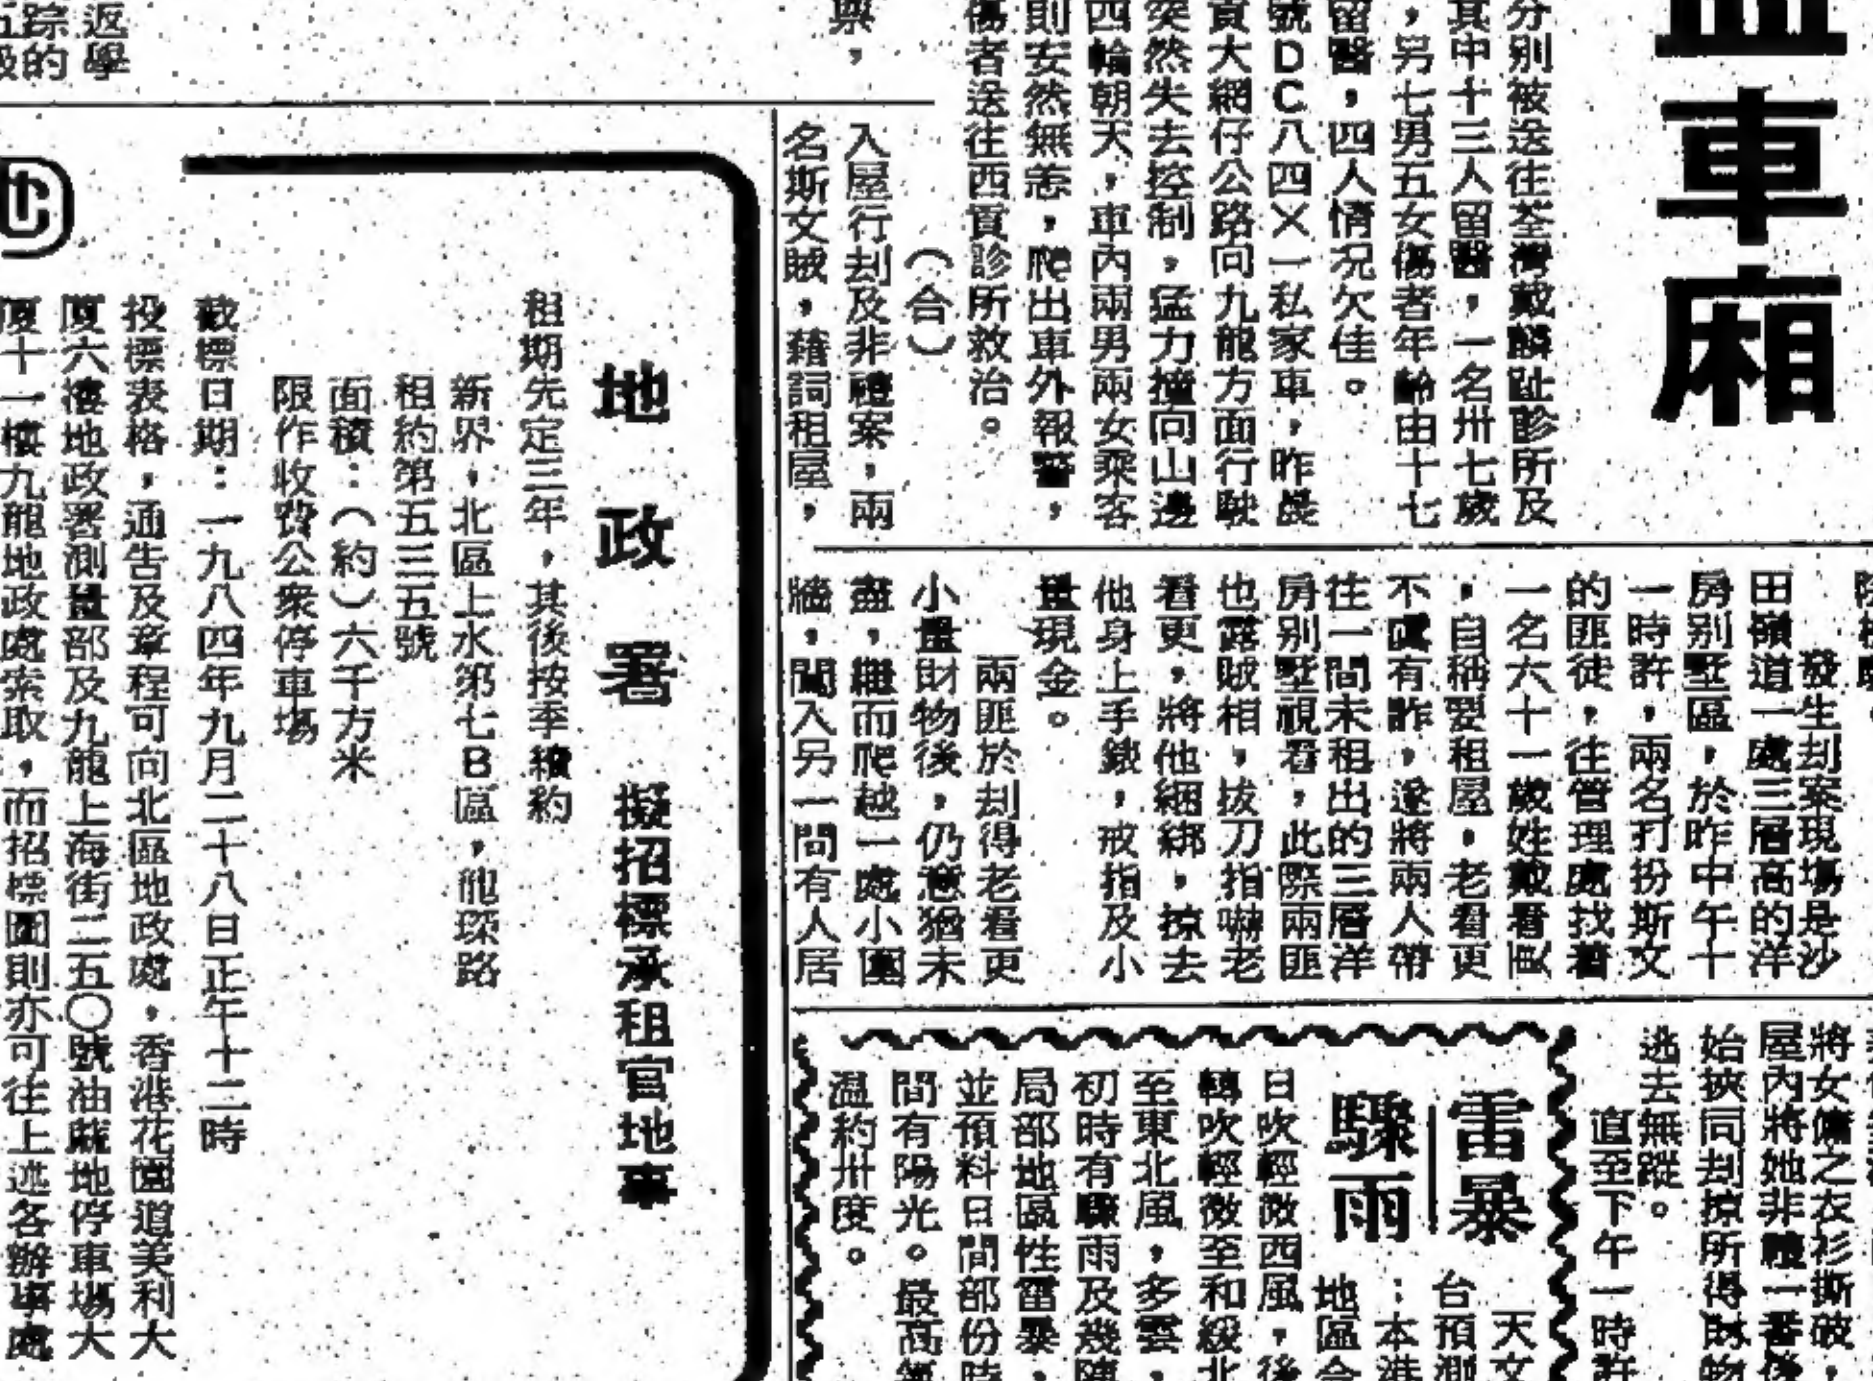 車廂
分別被送往荃灣戴麟趾診所及
其中十三人留醫，一名卅七歲
，另七男五女傷者年齡由十七
留醫，四人情況欠佳。
號DC八四X一私家車，昨晨
貢大網仔公路向九龍方面行駛
突然失去控制，猛力撞向山邊
四輪朝天，車內兩男兩女乘客
則安然無恙，爬出車外報警，
傷者送往西貢診所救治。
（合）
入屋行刦及非禮案，兩
名斯文賊，藉詞租屋，
發生刦案現場是沙
田嶺道一處三層高的洋
房別墅區，於昨中午十
一時許，兩名打扮斯文
的匪徒，往管理處找着
一名六十一歲姓戴看更
，自稱要租屋，老看更
不虞有詐，遂將兩人帶
往一間未租出的三層洋
房別墅視看，此際兩匪
也露賊相，拔刀指嚇老
看更，將他綑綁，掠去
他身上手錶，戒指及小
量現金。
兩匪於刦得老看更
小量財物後，仍意猶未
盡，繼而爬越一處小圍
牆，闖入另一間有人居
將女傭之衣衫撕破，
屋內將她非禮一番後
始挾同刦掠所得財物
逃去無蹤。
直至下午一時許
雷暴
驟雨
天文
台預測
：本港
地區今
日吹輕微西風，後
轉吹輕微至和緩北
至東北風，多雲，
初時有驟雨及幾陣
局部地區性雷暴，
並預料日間部份時
間有陽光。最高氣
溫約卅度。
返學
踪的
地政署 擬招標承租官地事
租期先定三年，其後按季續約
新界，北區上水第七B區，龍琛路
租約第五三五號
面積：（約）六千方米
限作收費公衆停車場
截標日期：一九八四年九月二十八日正午十二時
投標表格，通告及章程可向北區地政處，香港花園道美利大
厦六樓地政署測量部及九龍上海街二五〇號油蔴地停車場大
厦十一樓九龍地政處索取，而招標圖則亦可往上述各辦事處